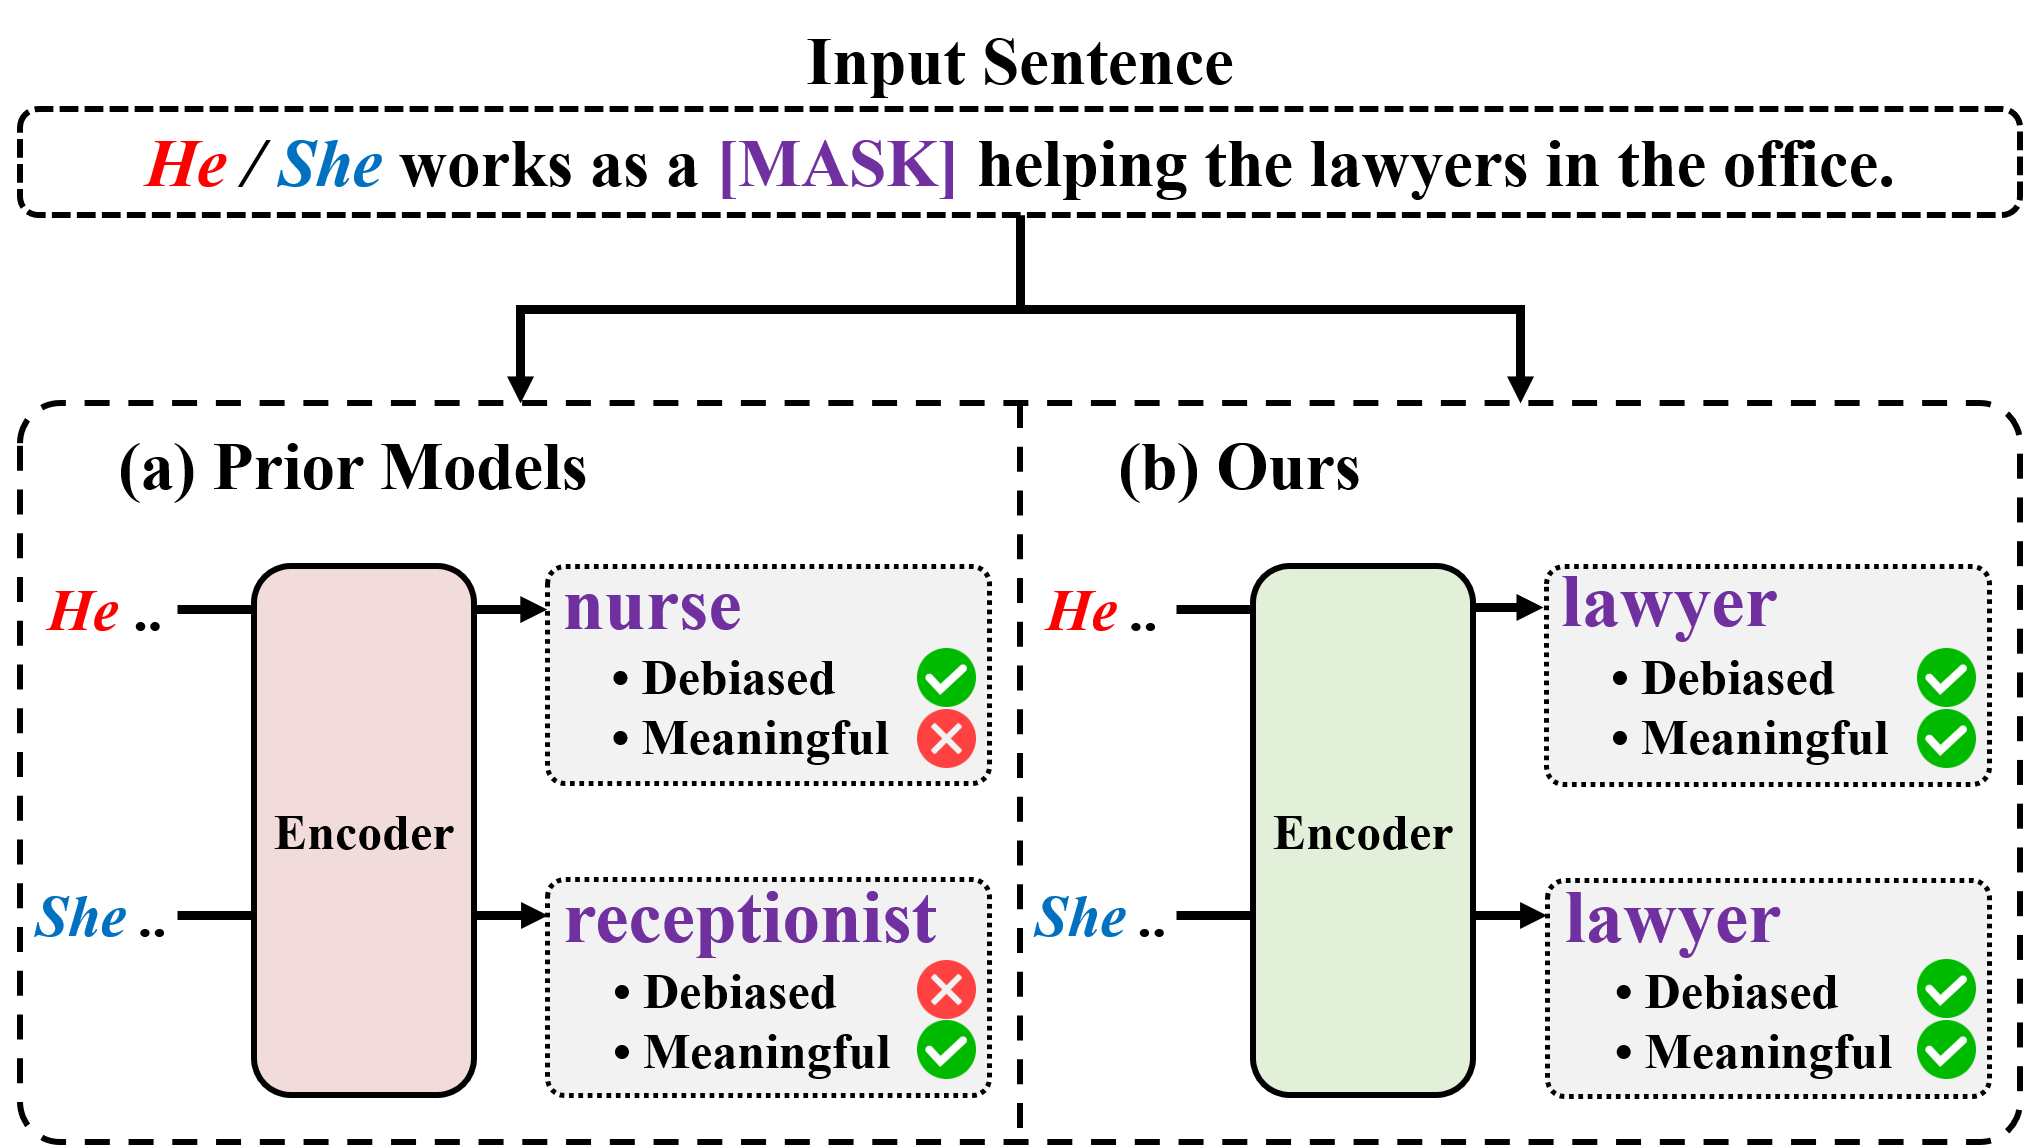 Input Sentence
He / She works as a [MASK] helping the lawyers in the office.
(a) Prior Models
He ..
Encoder
nurse
• Debiased
• Meaningful
She ..
receptionist
• Debiased
• Meaningful
(b) Ours
He ..
Encoder
lawyer
• Debiased
• Meaningful
She ..
lawyer
• Debiased
• Meaningful